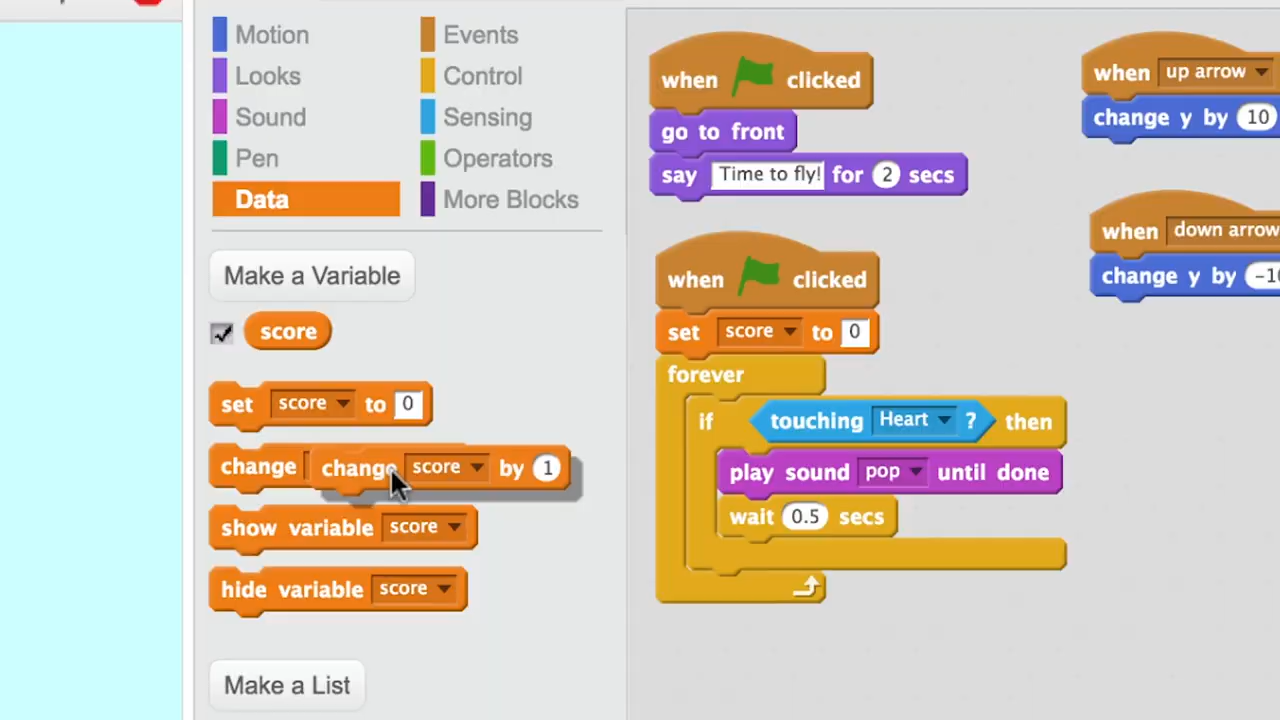 Motion
Events
Looks
Control
Sound
Sensing
Pen
Operators
Data
More Blocks
Make a Variable
score
set score to 0
change
change score by 1
show variable score
hide variable score
Make a List
when clicked
go to front
say Time to fly! for 2 secs
when clicked
set score to 0
forever
if touching Heart ? then
play sound pop until done
wait 0.5 secs
when up arrow
change y by 10
when down arrow
change y by